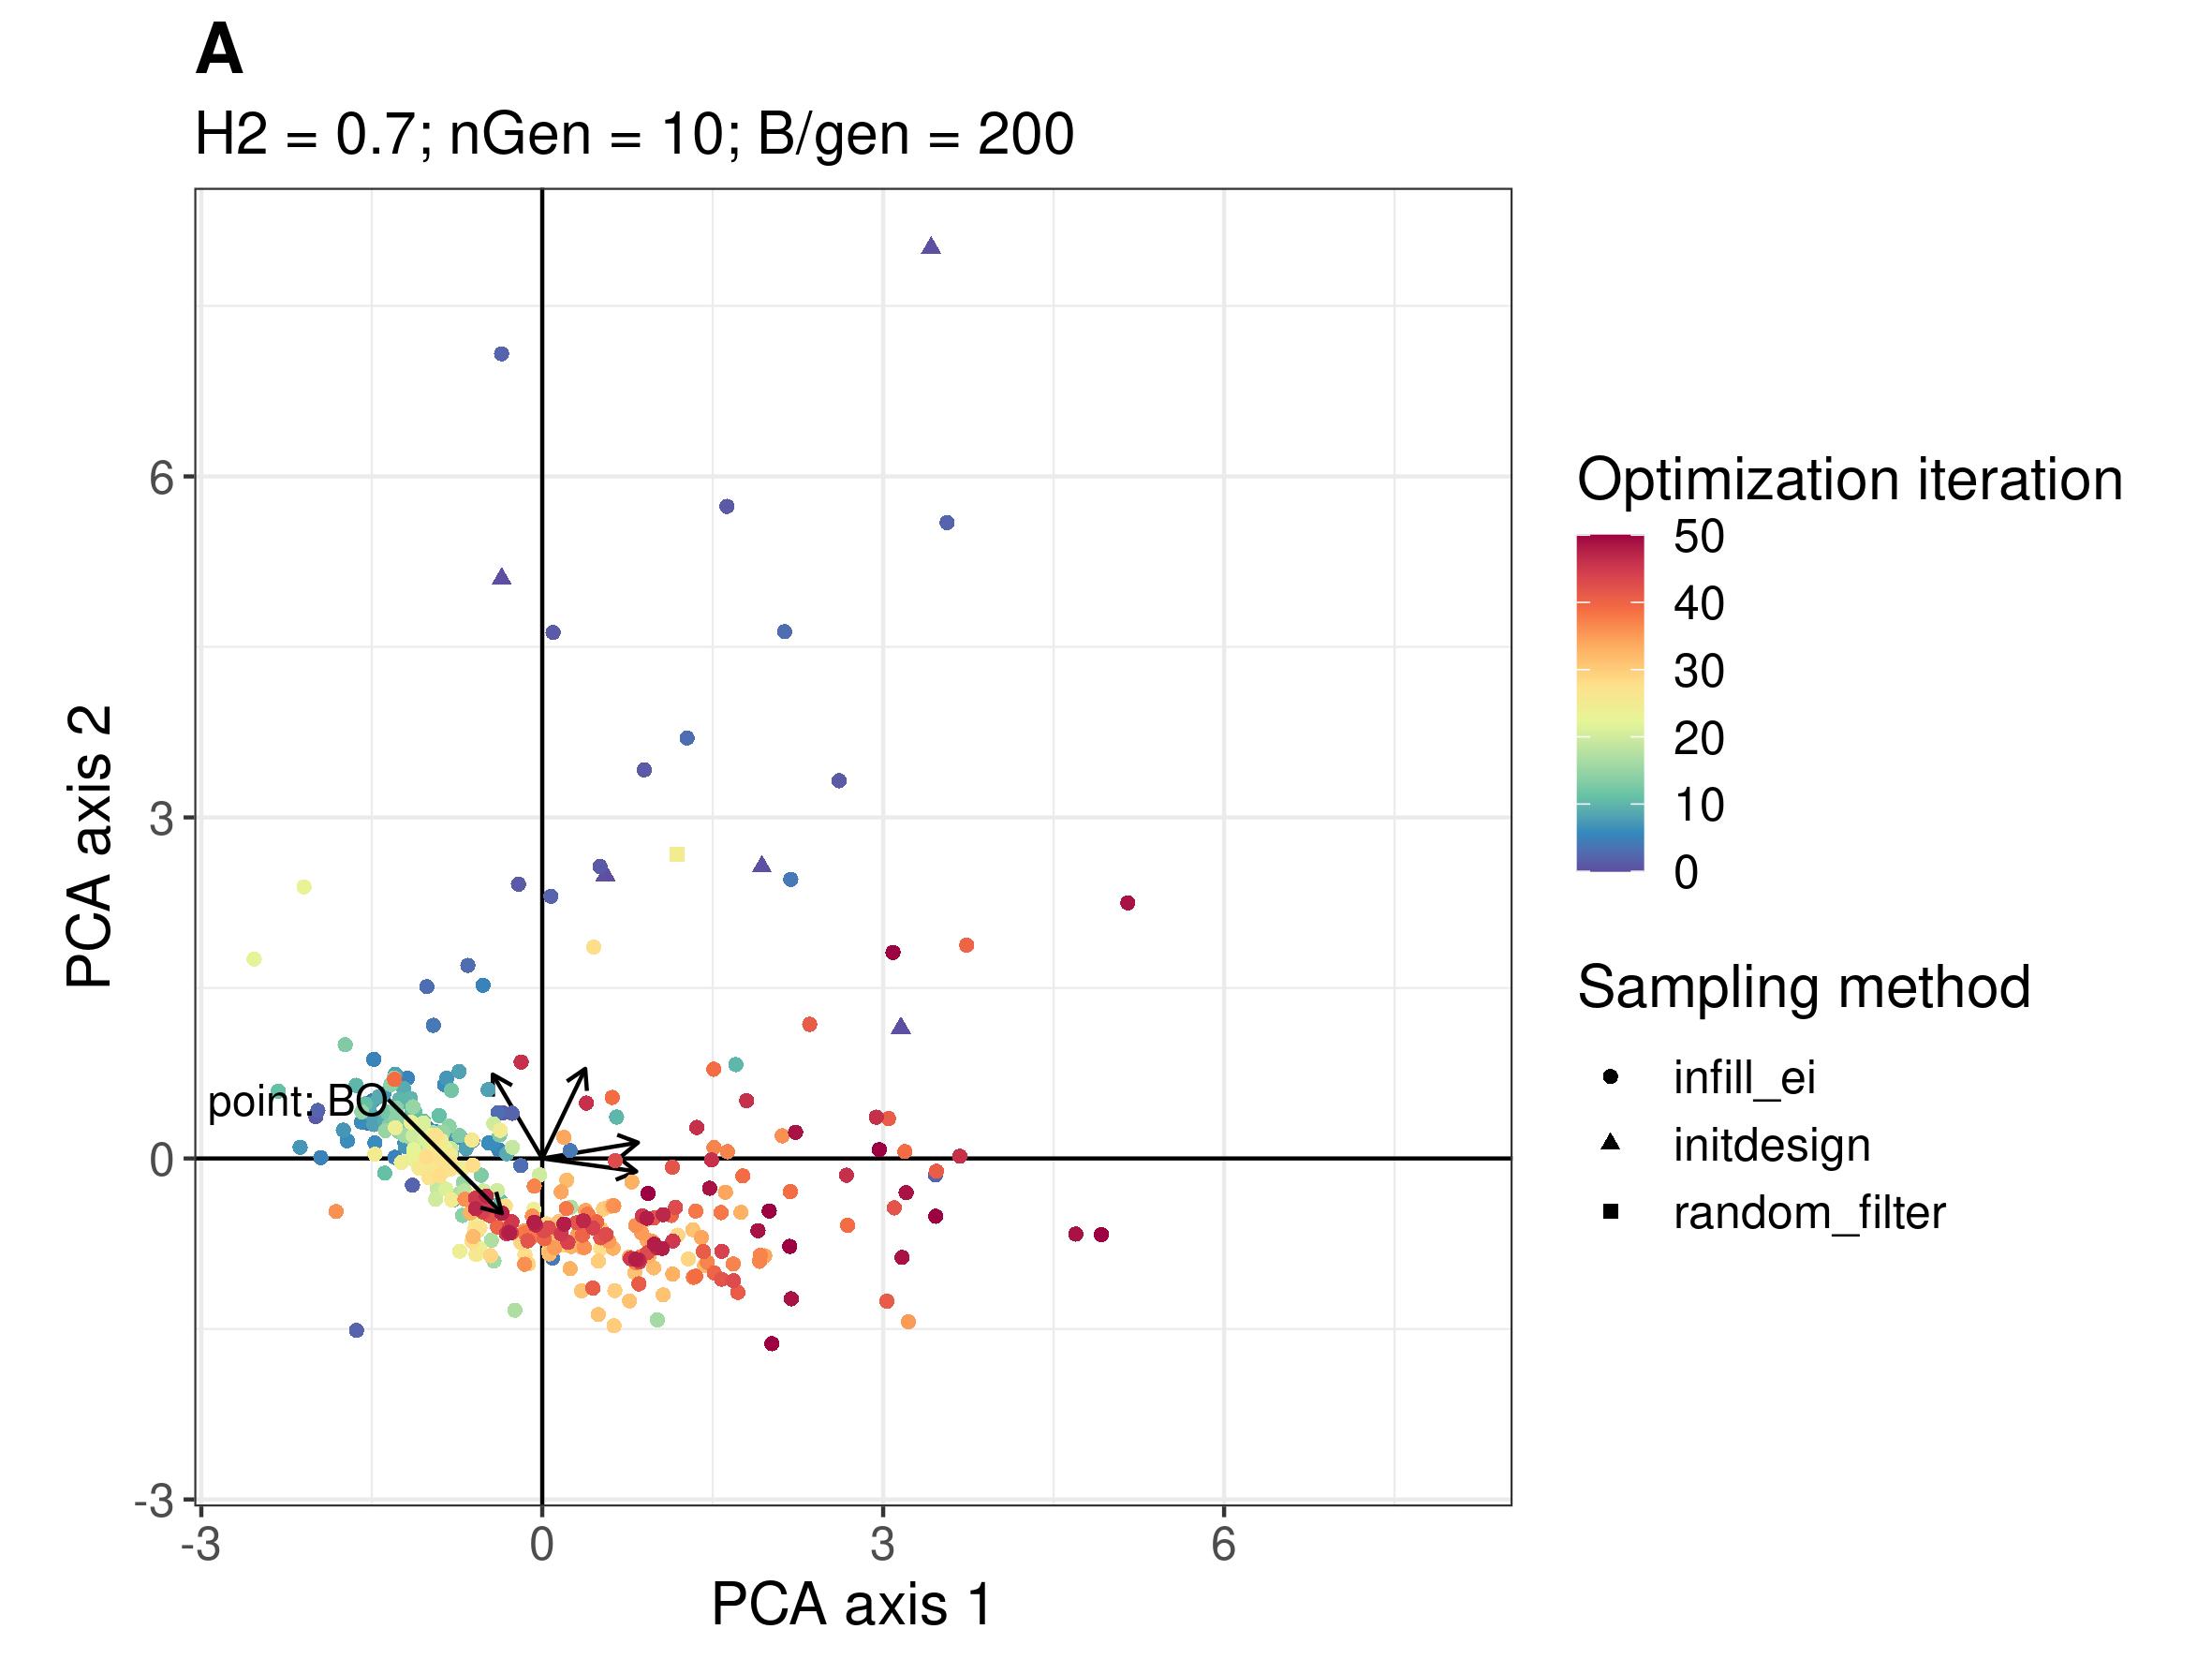 A
H2 = 0.7; nGen = 10; B/gen = 200
PCA axis 2
6
3
0
-3
point: BO
-3
0
3
6
PCA axis 1
Optimization iteration
50
40
30
20
10
0
Sampling method
infill_ei
initdesign
random_filter